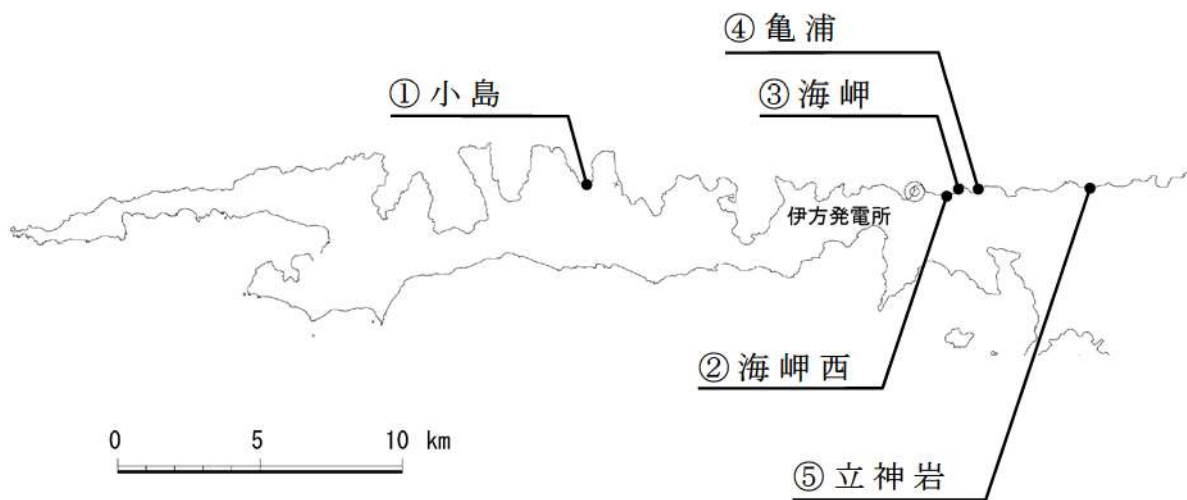 ④ 亀 浦
③ 海 岬
① 小 島
伊方発電所
② 海 岬 西
0 5 10 km
⑤ 立 神 岩